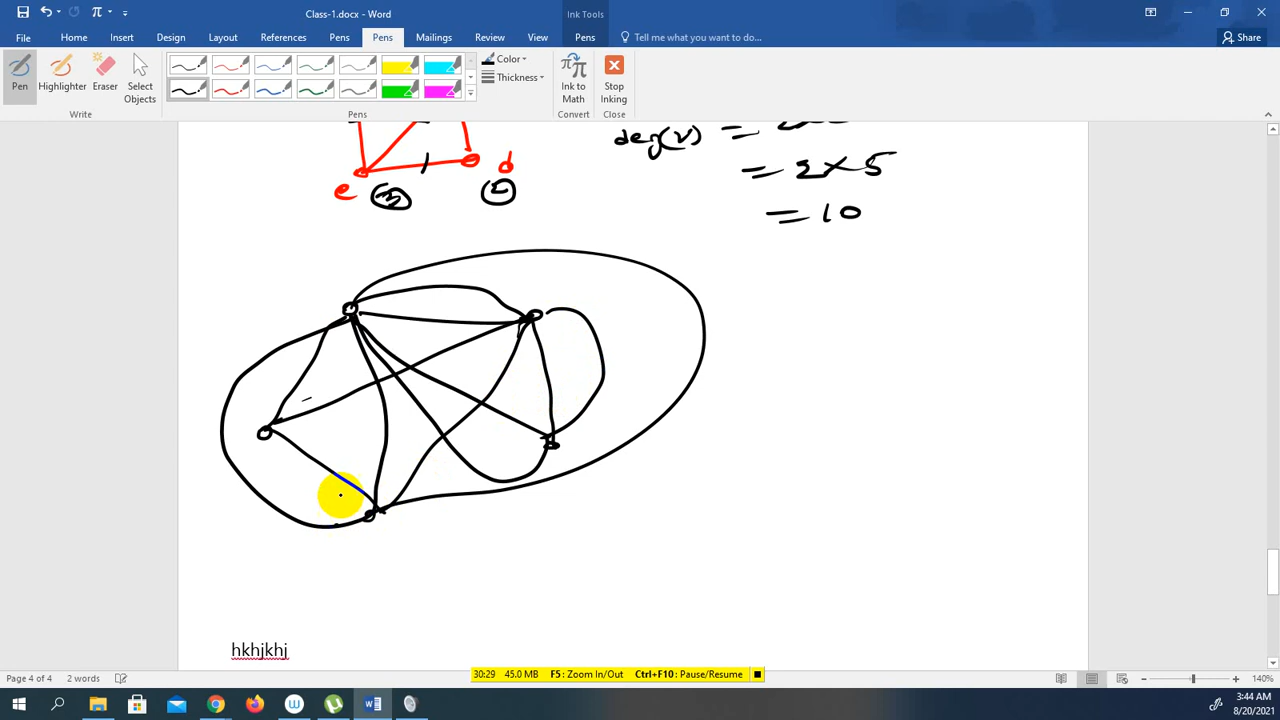 Class-1.docx - Word
Ink Tools
File Home Insert Draw Design Layout References Pens Mailings Review View Pens Tell me what you want to do... Share
Pen Highlighter Eraser Select Objects
Color
Thickness
Ink to Math
Stop Inking
Write Pens Convert Close
deg(v) =
= 2 × 5
e d
= 10
hkhjkhj
30:29 45.0 MB F5: Zoom In/Out Ctrl+F10: Pause/Resume
Page 4 of 4 2 words 140%
3:44 AM
8/20/2021